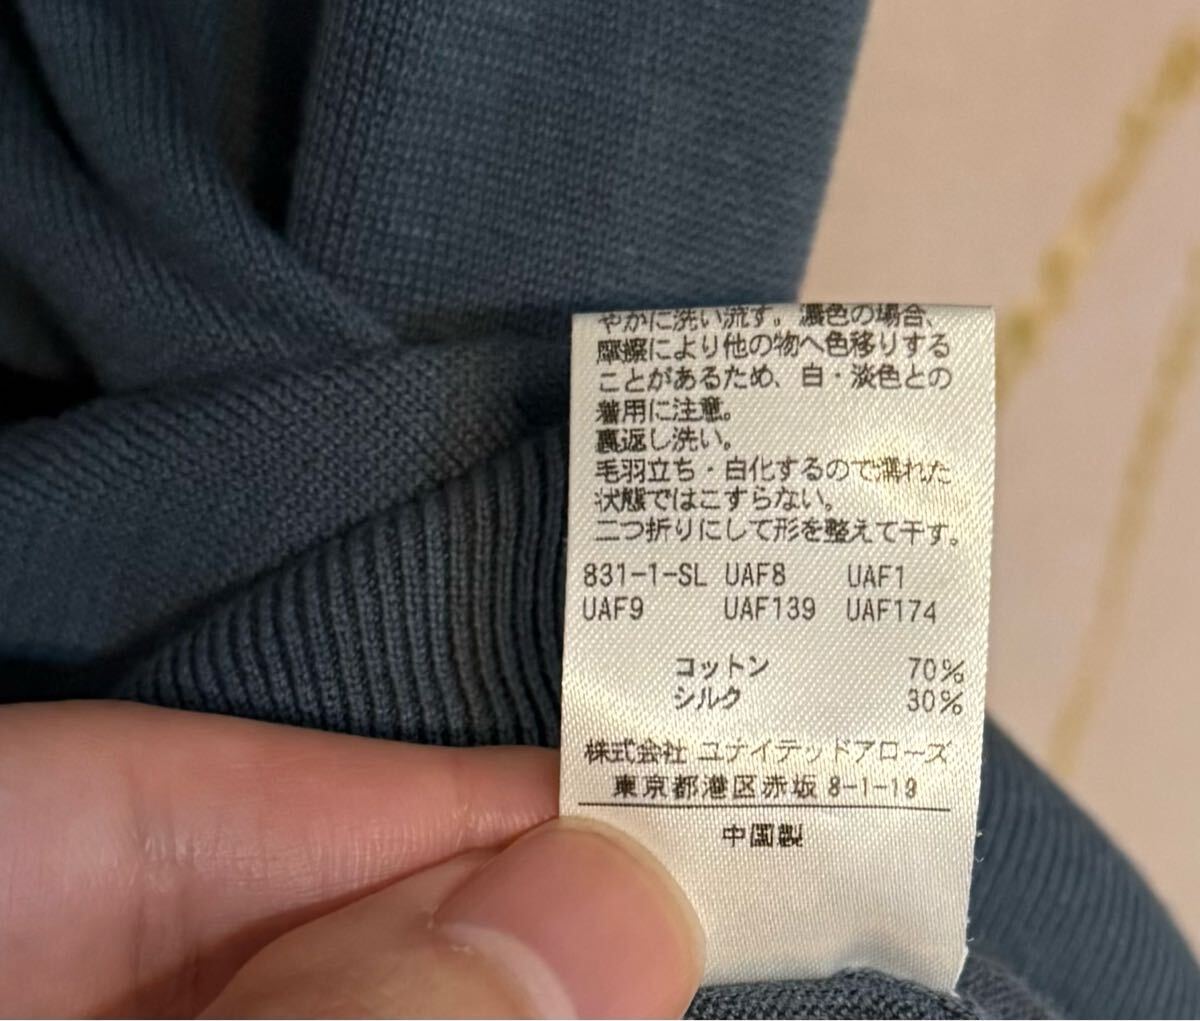 やかに洗い流す。濃色の場合、
摩擦により他の物へ色移りする
ことがあるため、白・淡色との
着用に注意。
裏返し洗い。
毛羽立ち・白化するので濡れた
状態ではこすらない。
二つ折りにして形を整えて干す。
831-1-SL UAF8 UAF1
UAF9 UAF139 UAF174
コットン 70%
シルク 30%
株式会社 ユナイテッドアローズ
東京都港区赤坂 8-1-19
中国製